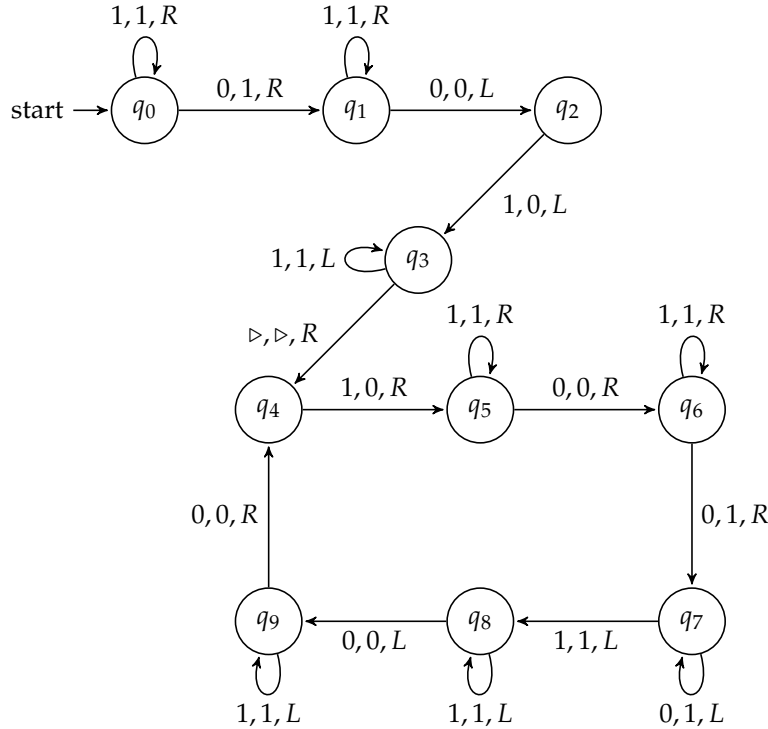 1, 1, R 1, 1, R
0, 1, R 0, 0, L
start q0 q1 q2
1, 0, L
1, 1, L q3
▹, ▹, R 1, 1, R 1, 1, R
1, 0, R 0, 0, R
q4 q5 q6
0, 0, R 0, 1, R
q9 q8 q7
0, 0, L 1, 1, L
1, 1, L 1, 1, L 0, 1, L